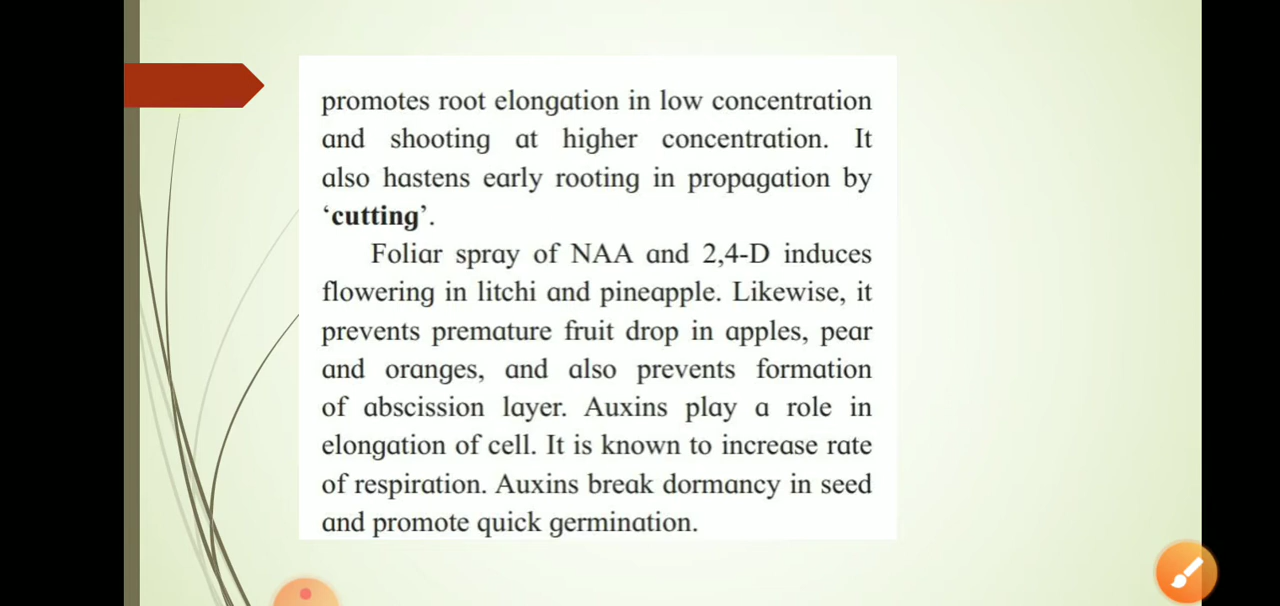 promotes root elongation in low concentration
and shooting at higher concentration. It
also hastens early rooting in propagation by
‘cutting’.
Foliar spray of NAA and 2,4-D induces
flowering in litchi and pineapple. Likewise, it
prevents premature fruit drop in apples, pear
and oranges, and also prevents formation
of abscission layer. Auxins play a role in
elongation of cell. It is known to increase rate
of respiration. Auxins break dormancy in seed
and promote quick germination.